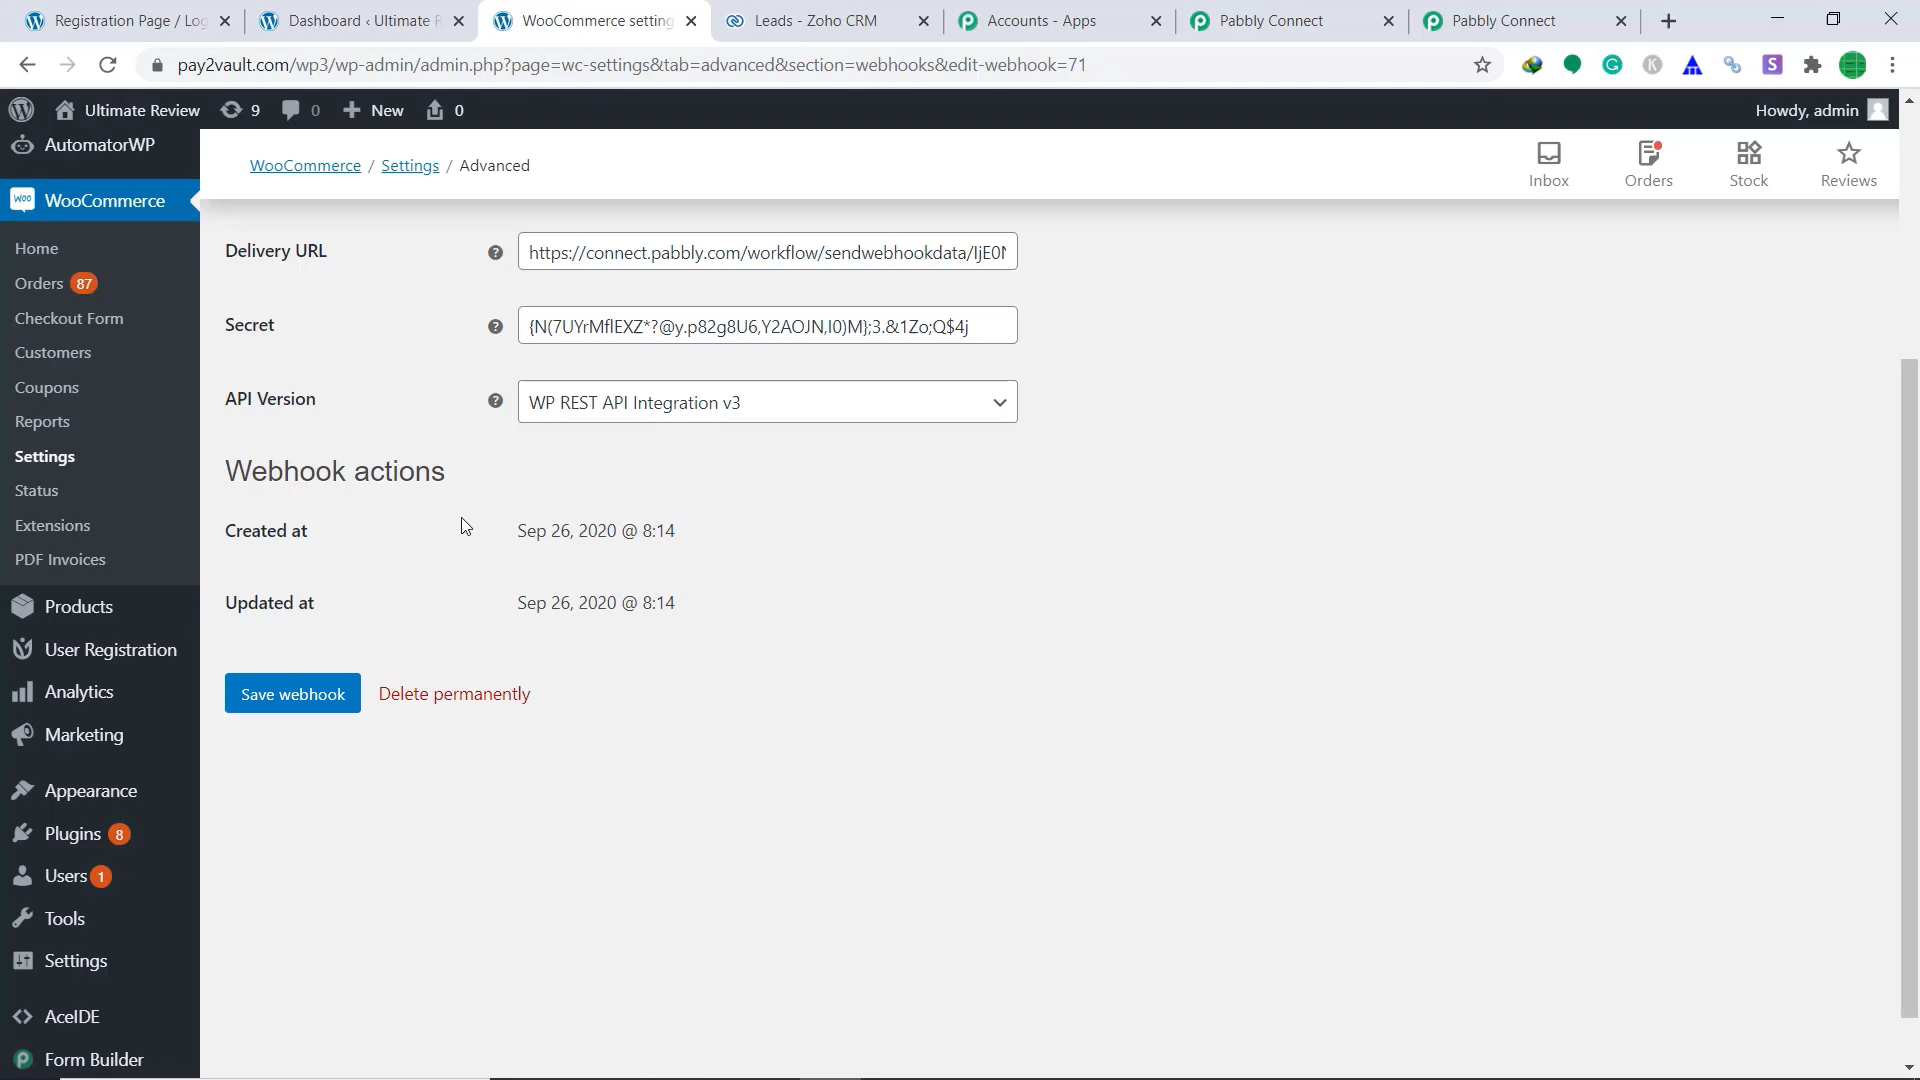 Registration Page / Log
Dashboard ‹ Ultimate R
WooCommerce setting
Leads - Zoho CRM
Accounts - Apps
Pabbly Connect
Pabbly Connect
pay2vault.com/wp3/wp-admin/admin.php?page=wc-settings&tab=advanced&section=webhooks&edit-webhook=71
Ultimate Review
9
0
New
0
Howdy, admin
AutomatorWP
WooCommerce / Settings / Advanced
Inbox
Orders
Stock
Reviews
WooCommerce
Home
Orders 87
Checkout Form
Customers
Coupons
Reports
Settings
Status
Extensions
PDF Invoices
Products
User Registration
Analytics
Marketing
Appearance
Plugins 8
Users 1
Tools
Settings
AceIDE
Form Builder
Delivery URL
https://connect.pabbly.com/workflow/sendwebhookdata/IjE0N
Secret
{N(7UYrMflEXZ*?@y.p82g8U6,Y2AOJN,I0)M};3.&1Zo;Q$4j
API Version
WP REST API Integration v3
Webhook actions
Created at
Sep 26, 2020 @ 8:14
Updated at
Sep 26, 2020 @ 8:14
Save webhook
Delete permanently